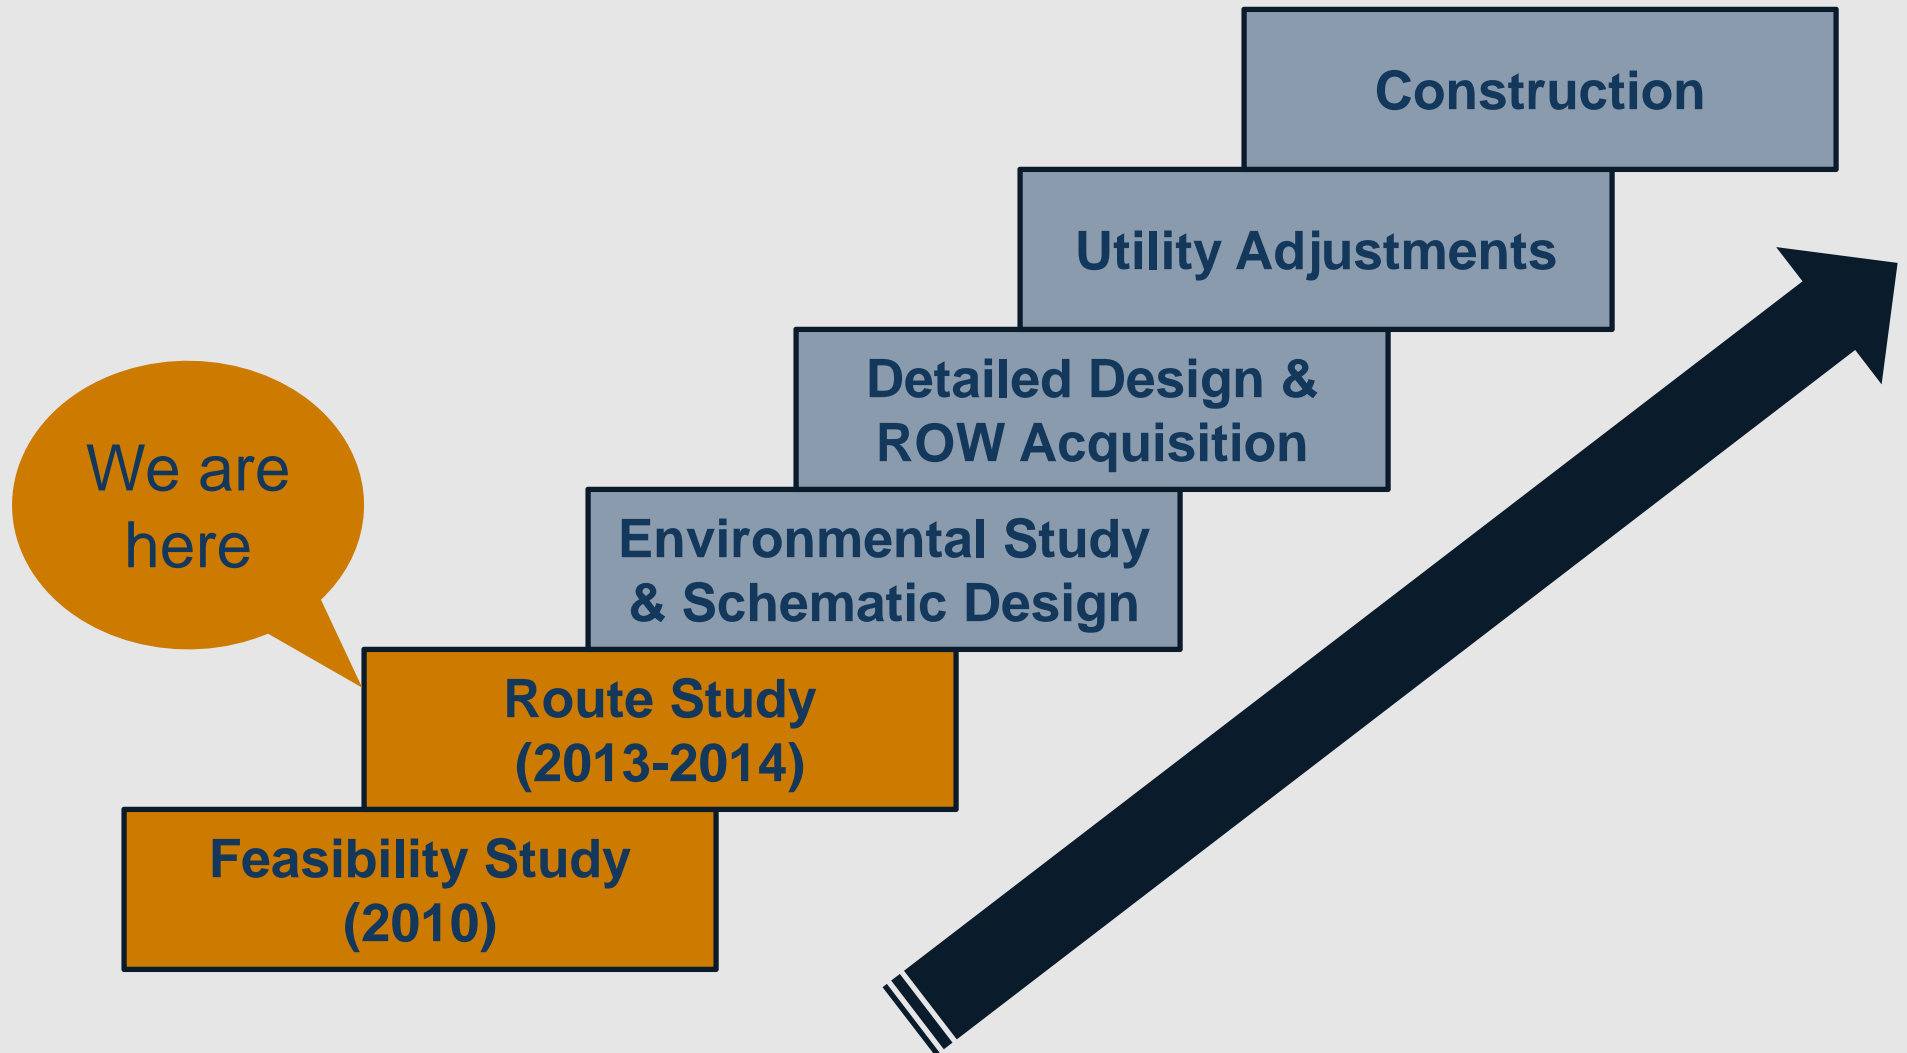 Construction
Utility Adjustments
Detailed Design &
ROW Acquisition
We are
here
Environmental Study
& Schematic Design
Route Study
(2013-2014)
Feasibility Study
(2010)